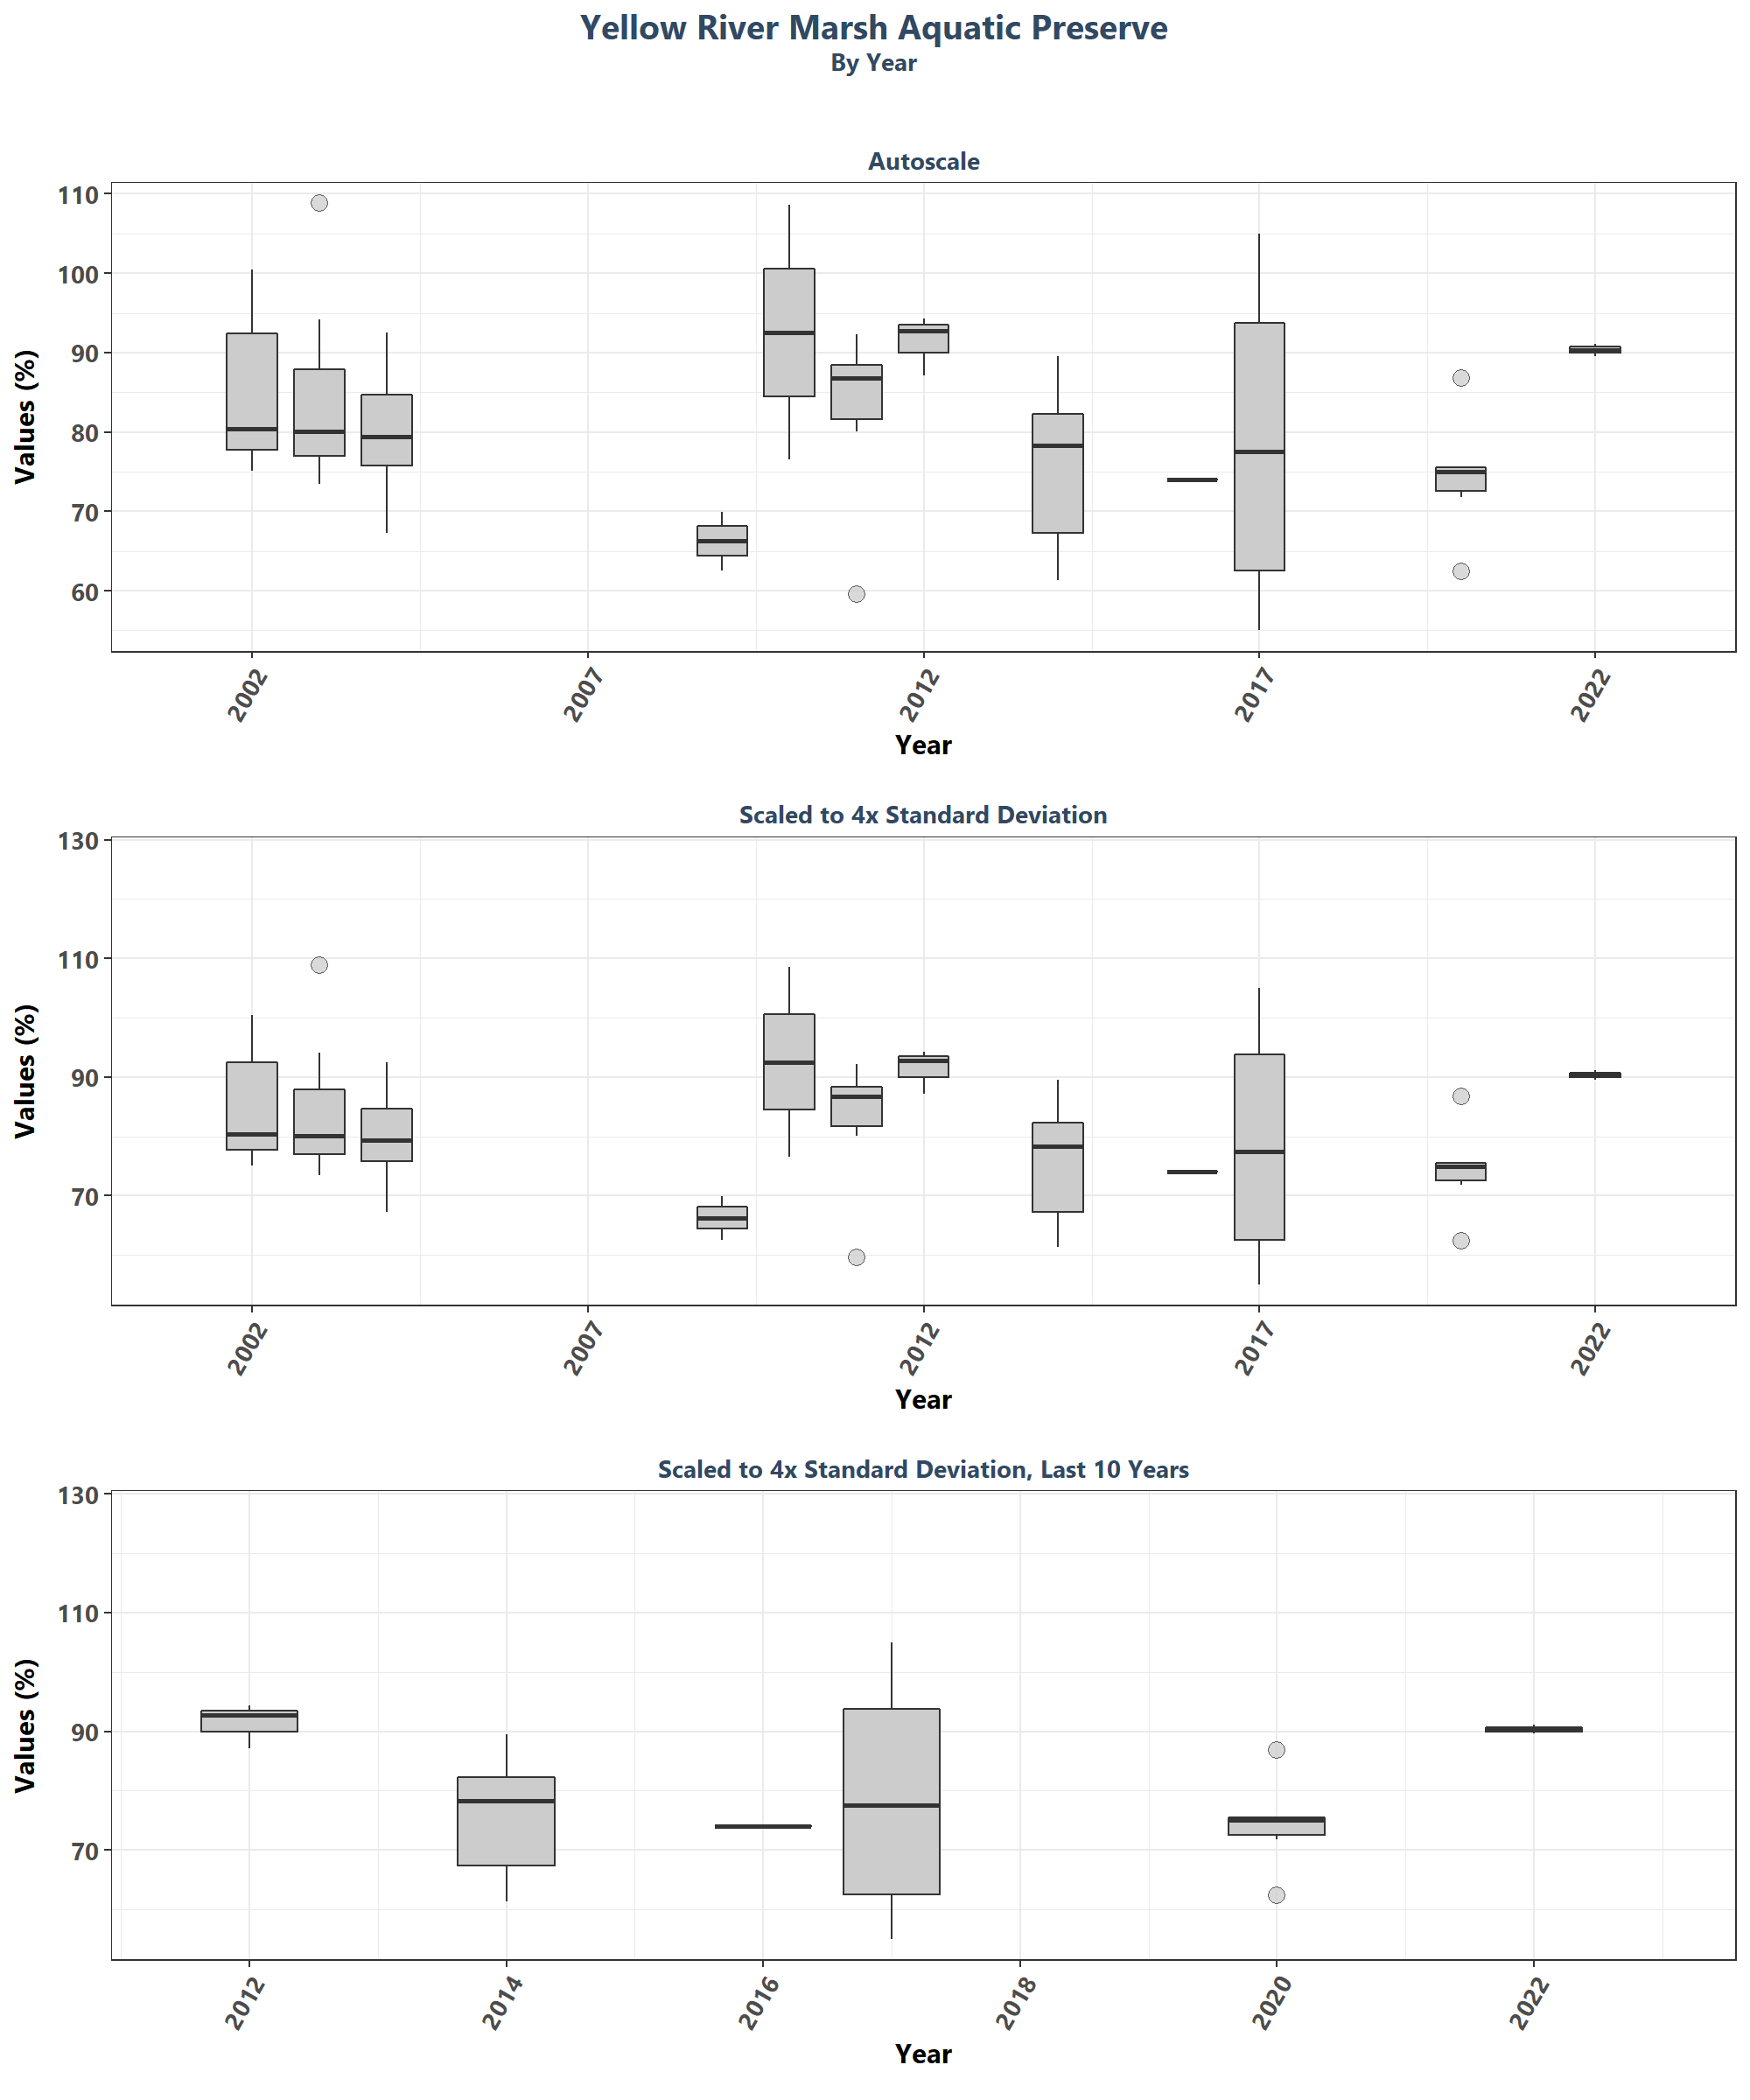 Yellow River Marsh Aquatic Preserve
By Year
Autoscale
110
100
90
80
70
60
Values (%)
2002 2007 2012 2017 2022
Year
Scaled to 4x Standard Deviation
130
110
90
70
Values (%)
2002 2007 2012 2017 2022
Year
Scaled to 4x Standard Deviation, Last 10 Years
130
110
90
70
Values (%)
2012 2014 2016 2018 2020 2022
Year